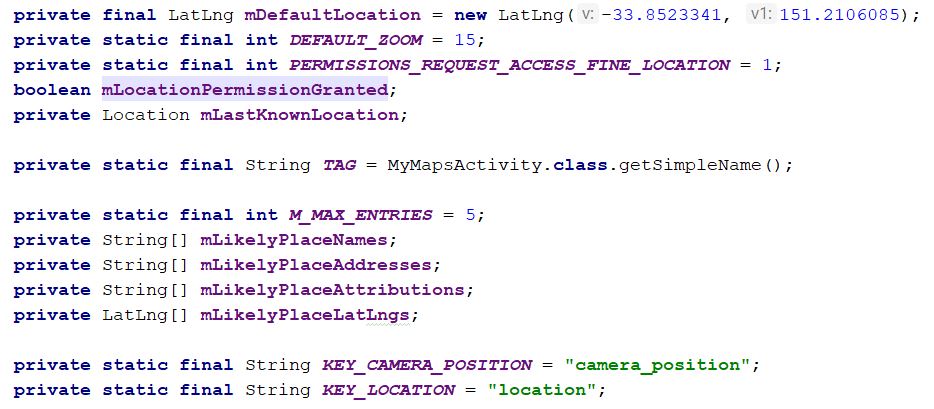 private final LatLng mDefaultLocation = new LatLng( v: -33.8523341, v1: 151.2106085);
private static final int DEFAULT_ZOOM = 15;
private static final int PERMISSIONS_REQUEST_ACCESS_FINE_LOCATION = 1;
boolean mLocationPermissionGranted;
private Location mLastKnownLocation;
private static final String TAG = MyMapsActivity.class.getSimpleName();
private static final int M_MAX_ENTRIES = 5;
private String[] mLikelyPlaceNames;
private String[] mLikelyPlaceAddresses;
private String[] mLikelyPlaceAttributions;
private LatLng[] mLikelyPlaceLatLngs;
private static final String KEY_CAMERA_POSITION = "camera_position";
private static final String KEY_LOCATION = "location";